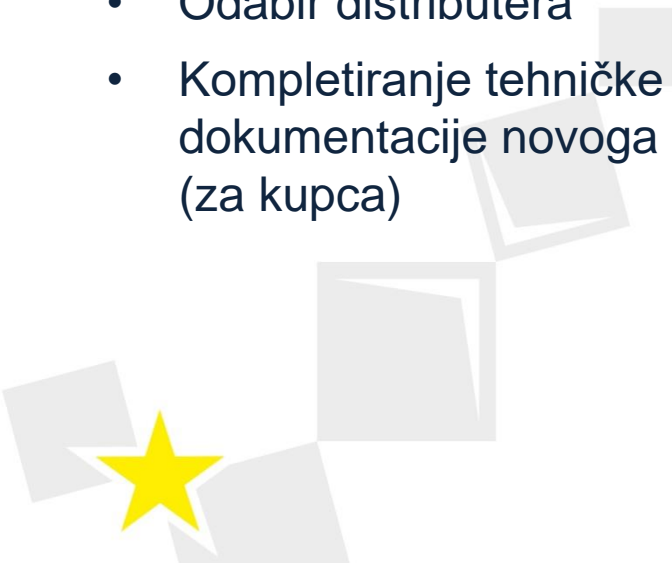 • Odabir distributera
• Kompletiranje tehničke
dokumentacije novoga
(za kupca)